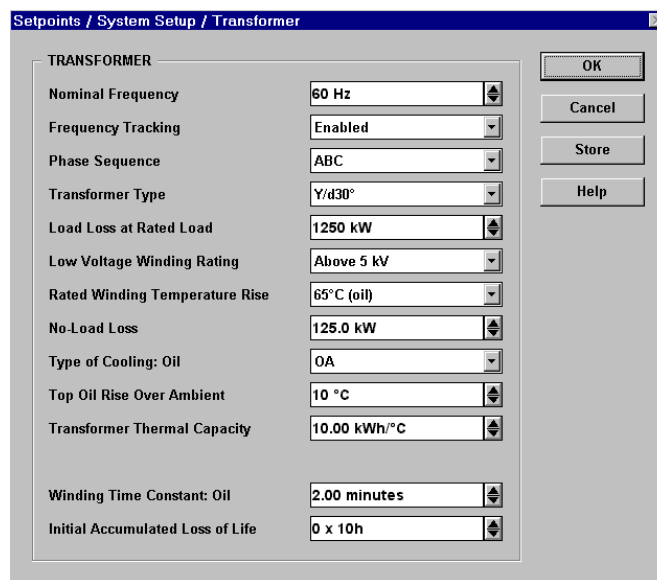 Setpoints / System Setup / Transformer
TRANSFORMER
Nominal Frequency 60 Hz
Frequency Tracking Enabled
Phase Sequence ABC
Transformer Type Y/d30°
Load Loss at Rated Load 1250 kW
Low Voltage Winding Rating Above 5 kV
Rated Winding Temperature Rise 65°C (oil)
No-Load Loss 125.0 kW
Type of Cooling: Oil OA
Top Oil Rise Over Ambient 10 °C
Transformer Thermal Capacity 10.00 kWh/°C
Winding Time Constant: Oil 2.00 minutes
Initial Accumulated Loss of Life 0 x 10h
OK
Cancel
Store
Help